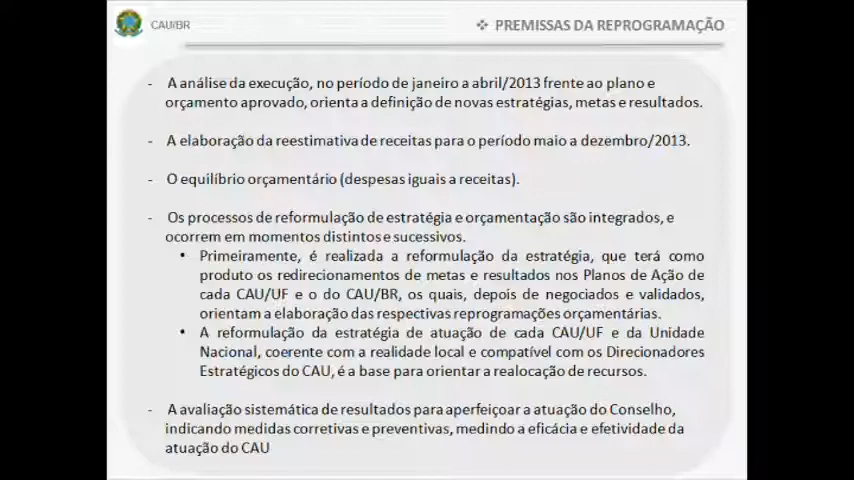 CAU/BR
❖ PREMISSAS DA REPROGRAMAÇÃO
- A análise da execução, no período de janeiro a abril/2013 frente ao plano e
orçamento aprovado, orienta a definição de novas estratégias, metas e resultados.
- A elaboração da reestimativa de receitas para o período maio a dezembro/2013.
- O equilíbrio orçamentário (despesas iguais a receitas).
- Os processos de reformulação de estratégia e orçamentação são integrados, e
ocorrem em momentos distintos e sucessivos.
• Primeiramente, é realizada a reformulação da estratégia, que terá como
produto os redirecionamentos de metas e resultados nos Planos de Ação de
cada CAU/UF e o do CAU/BR, os quais, depois de negociados e validados,
orientam a elaboração das respectivas reprogramações orçamentárias.
• A reformulação da estratégia de atuação de cada CAU/UF e da Unidade
Nacional, coerente com a realidade local e compatível com os Direcionadores
Estratégicos do CAU, é a base para orientar a realocação de recursos.
- A avaliação sistemática de resultados para aperfeiçoar a atuação do Conselho,
indicando medidas corretivas e preventivas, medindo a eficácia e efetividade da
atuação do CAU